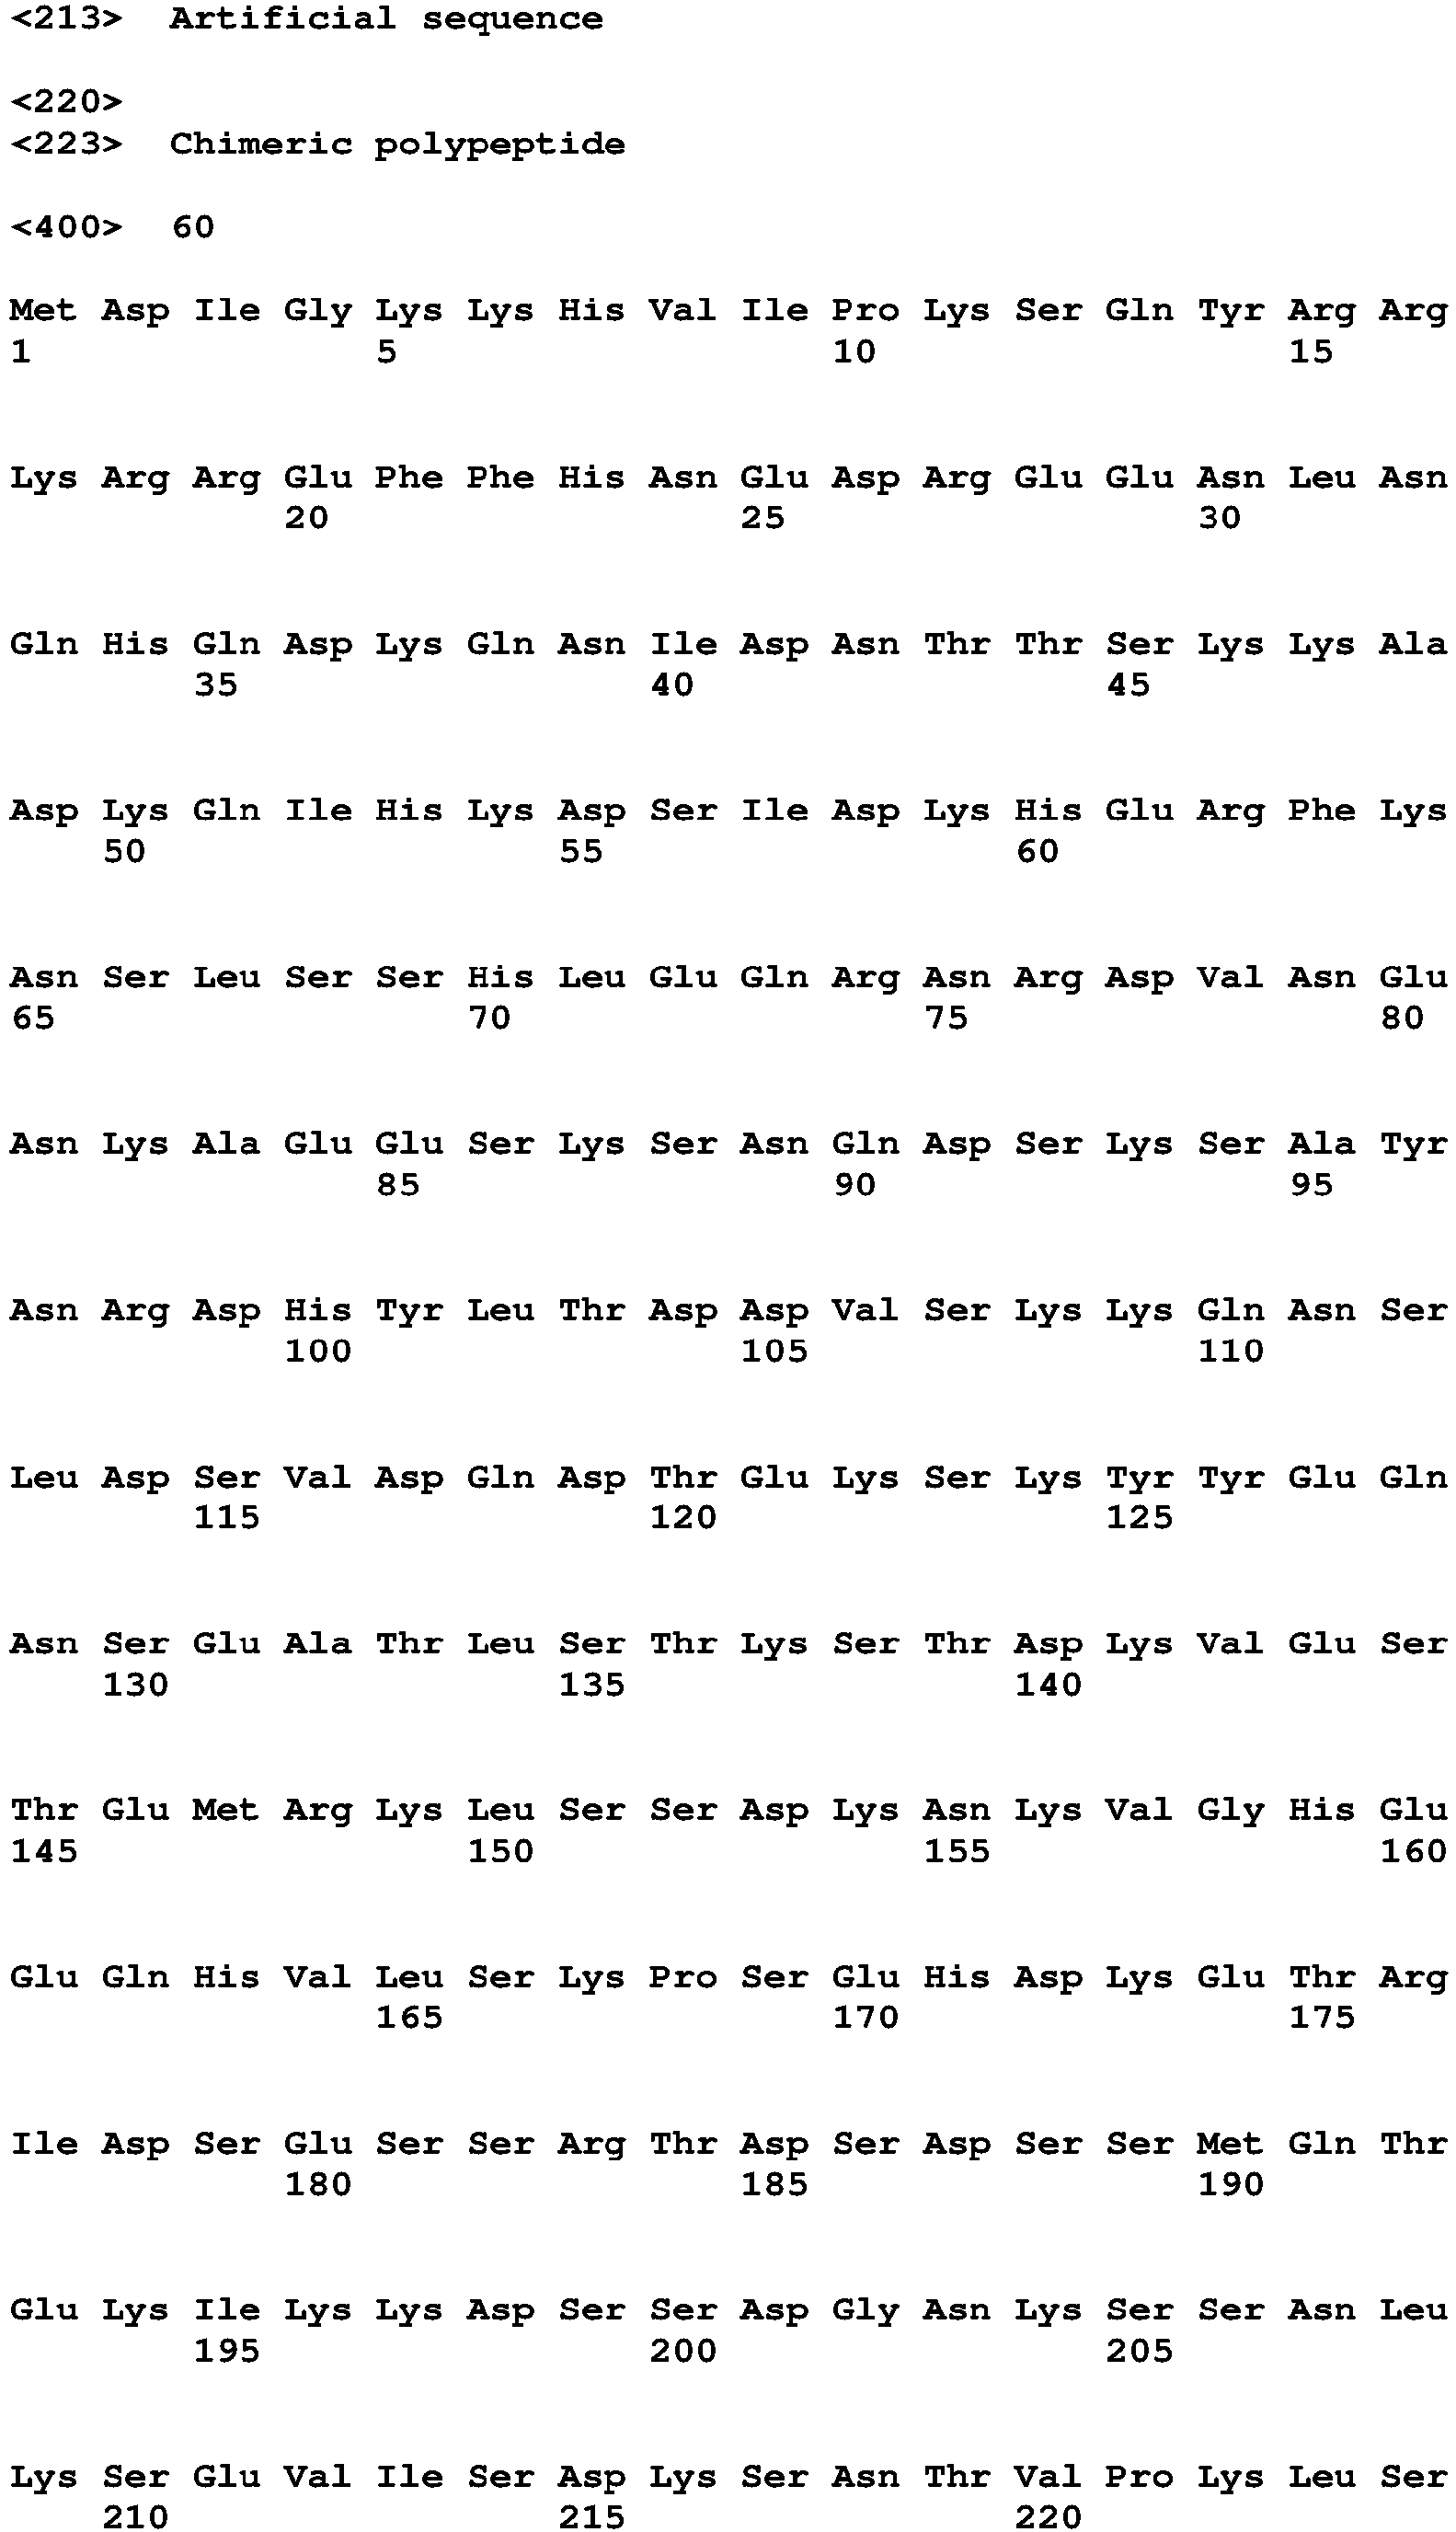 <213> Artificial sequence
<220>
<223> Chimeric polypeptide
<400> 60
Met Asp Ile Gly Lys Lys His Val Ile Pro Lys Ser Gln Tyr Arg Arg
1 5 10 15
Lys Arg Arg Glu Phe Phe His Asn Glu Asp Arg Glu Glu Asn Leu Asn
20 25 30
Gln His Gln Asp Lys Gln Asn Ile Asp Asn Thr Thr Ser Lys Lys Ala
35 40 45
Asp Lys Gln Ile His Lys Asp Ser Ile Asp Lys His Glu Arg Phe Lys
50 55 60
Asn Ser Leu Ser Ser His Leu Glu Gln Arg Asn Arg Asp Val Asn Glu
65 70 75 80
Asn Lys Ala Glu Glu Ser Lys Ser Asn Gln Asp Ser Lys Ser Ala Tyr
85 90 95
Asn Arg Asp His Tyr Leu Thr Asp Asp Val Ser Lys Lys Gln Asn Ser
100 105 110
Leu Asp Ser Val Asp Gln Asp Thr Glu Lys Ser Lys Tyr Tyr Glu Gln
115 120 125
Asn Ser Glu Ala Thr Leu Ser Thr Lys Ser Thr Asp Lys Val Glu Ser
130 135 140
Thr Glu Met Arg Lys Leu Ser Ser Asp Lys Asn Lys Val Gly His Glu
145 150 155 160
Glu Gln His Val Leu Ser Lys Pro Ser Glu His Asp Lys Glu Thr Arg
165 170 175
Ile Asp Ser Glu Ser Ser Arg Thr Asp Ser Asp Ser Ser Met Gln Thr
180 185 190
Glu Lys Ile Lys Lys Asp Ser Ser Asp Gly Asn Lys Ser Ser Asn Leu
195 200 205
Lys Ser Glu Val Ile Ser Asp Lys Ser Asn Thr Val Pro Lys Leu Ser
210 215 220